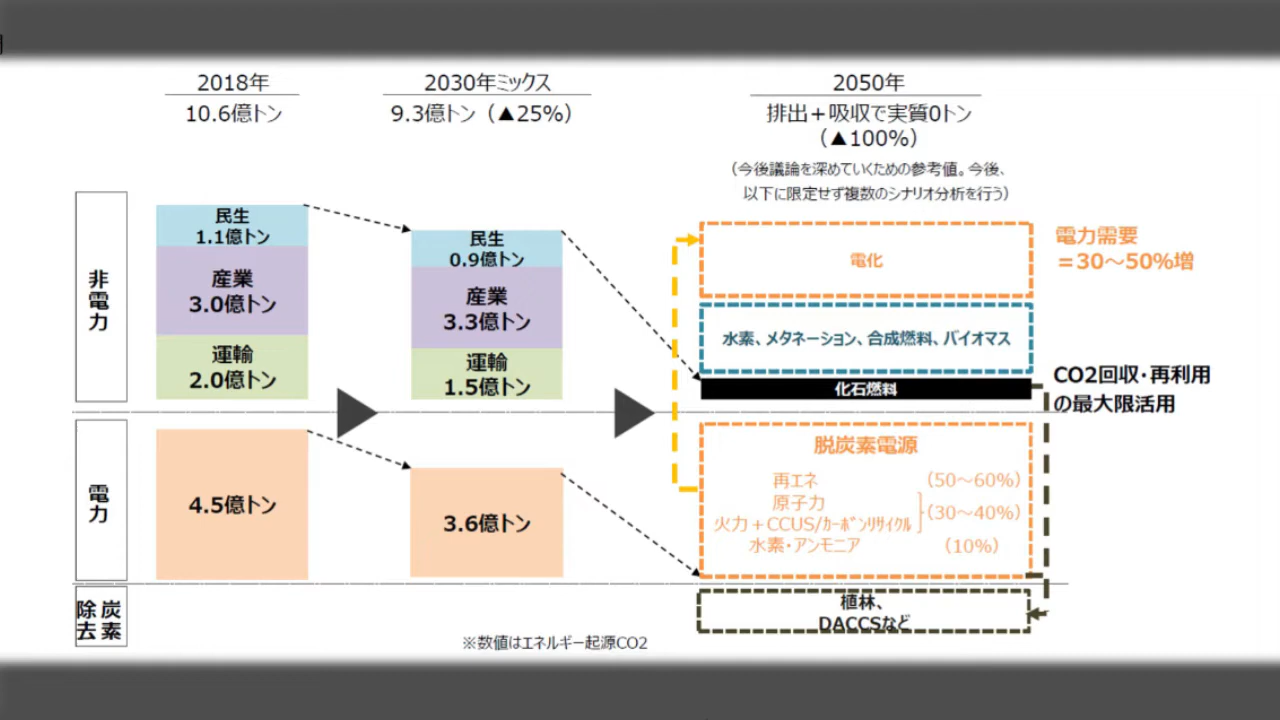 2018年
10.6億トン
2030年ミックス
9.3億トン（▲25%）
2050年
排出＋吸収で実質0トン
（▲100%）
（今後議論を深めていくための参考値。今後、
以下に限定せず複数のシナリオ分析を行う）
非電力
民生
1.1億トン
産業
3.0億トン
運輸
2.0億トン
民生
0.9億トン
産業
3.3億トン
運輸
1.5億トン
電化
電力需要
＝30～50%増
水素、メタネーション、合成燃料、バイオマス
化石燃料
CO2回収・再利用
の最大限活用
電力
4.5億トン
3.6億トン
脱炭素電源
再エネ （50～60%）
原子力
火力＋CCUS/カーボンリサイクル （30～40%）
水素・アンモニア （10%）
炭素除去
植林、
DACCSなど
※数値はエネルギー起源CO2